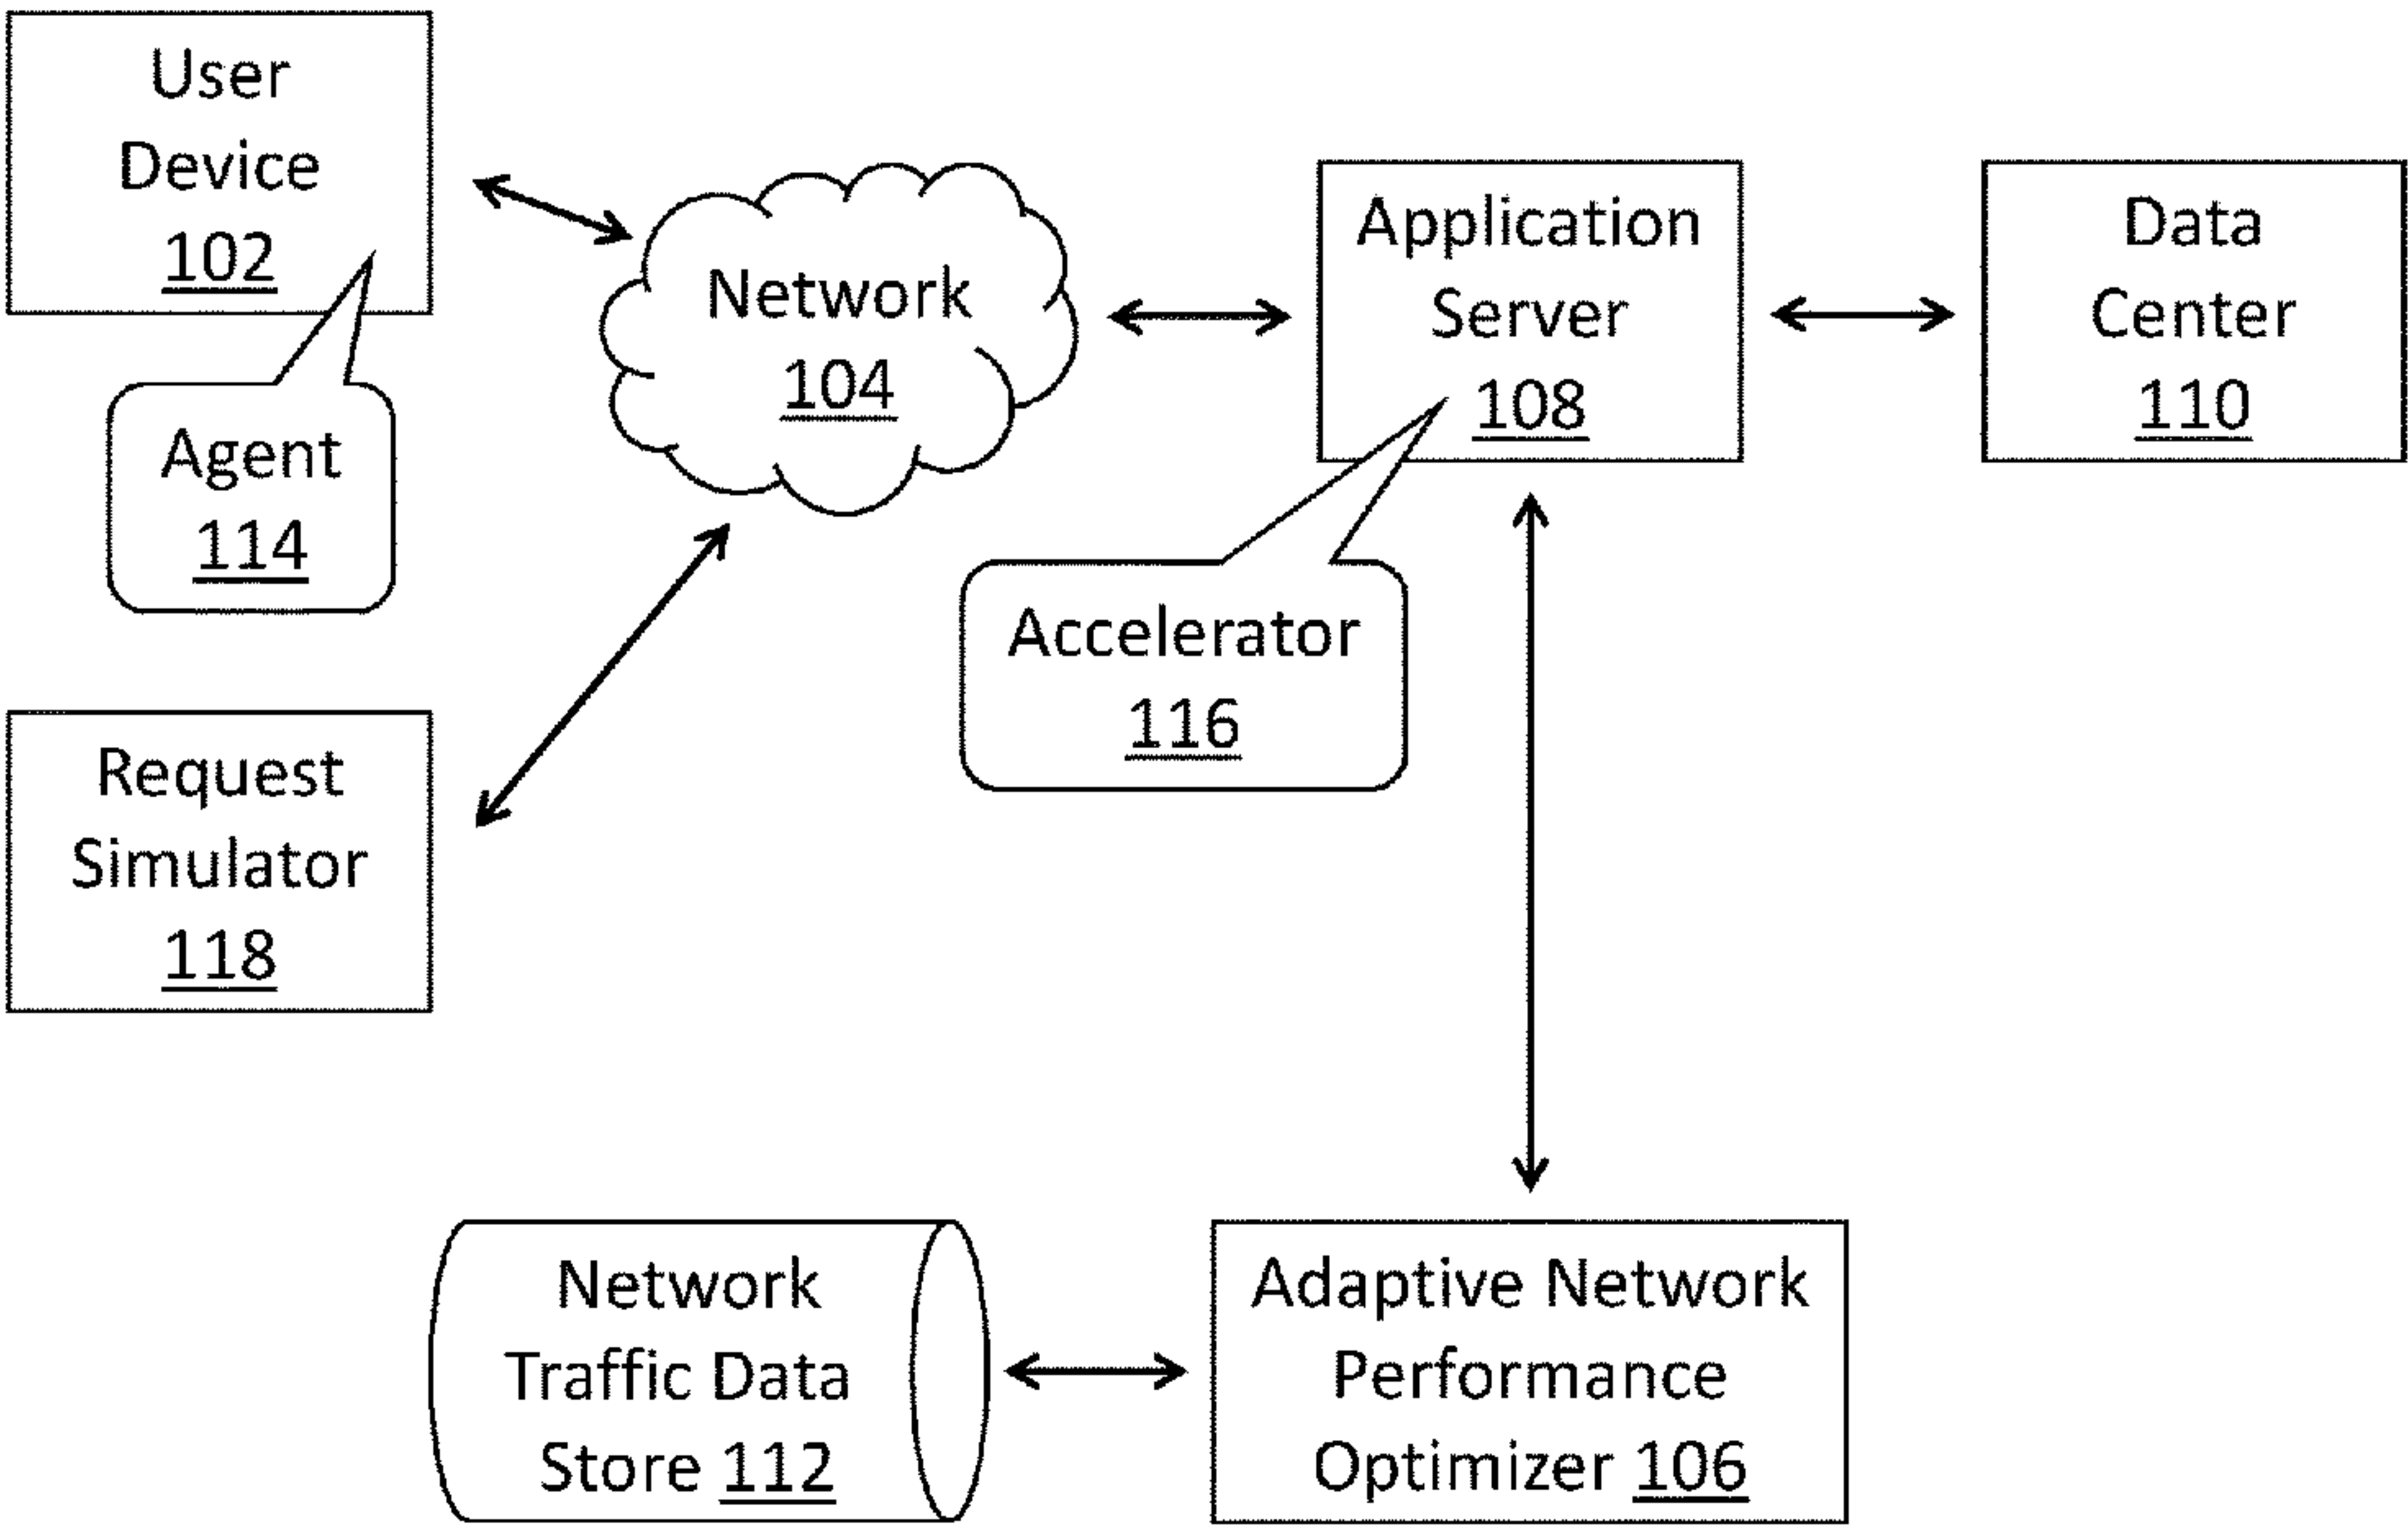 User
Device
102
Agent
114
Network
104
Application
Server
108
Data
Center
110
Accelerator
116
Request
Simulator
118
Network
Traffic Data
Store 112
Adaptive Network
Performance
Optimizer 106